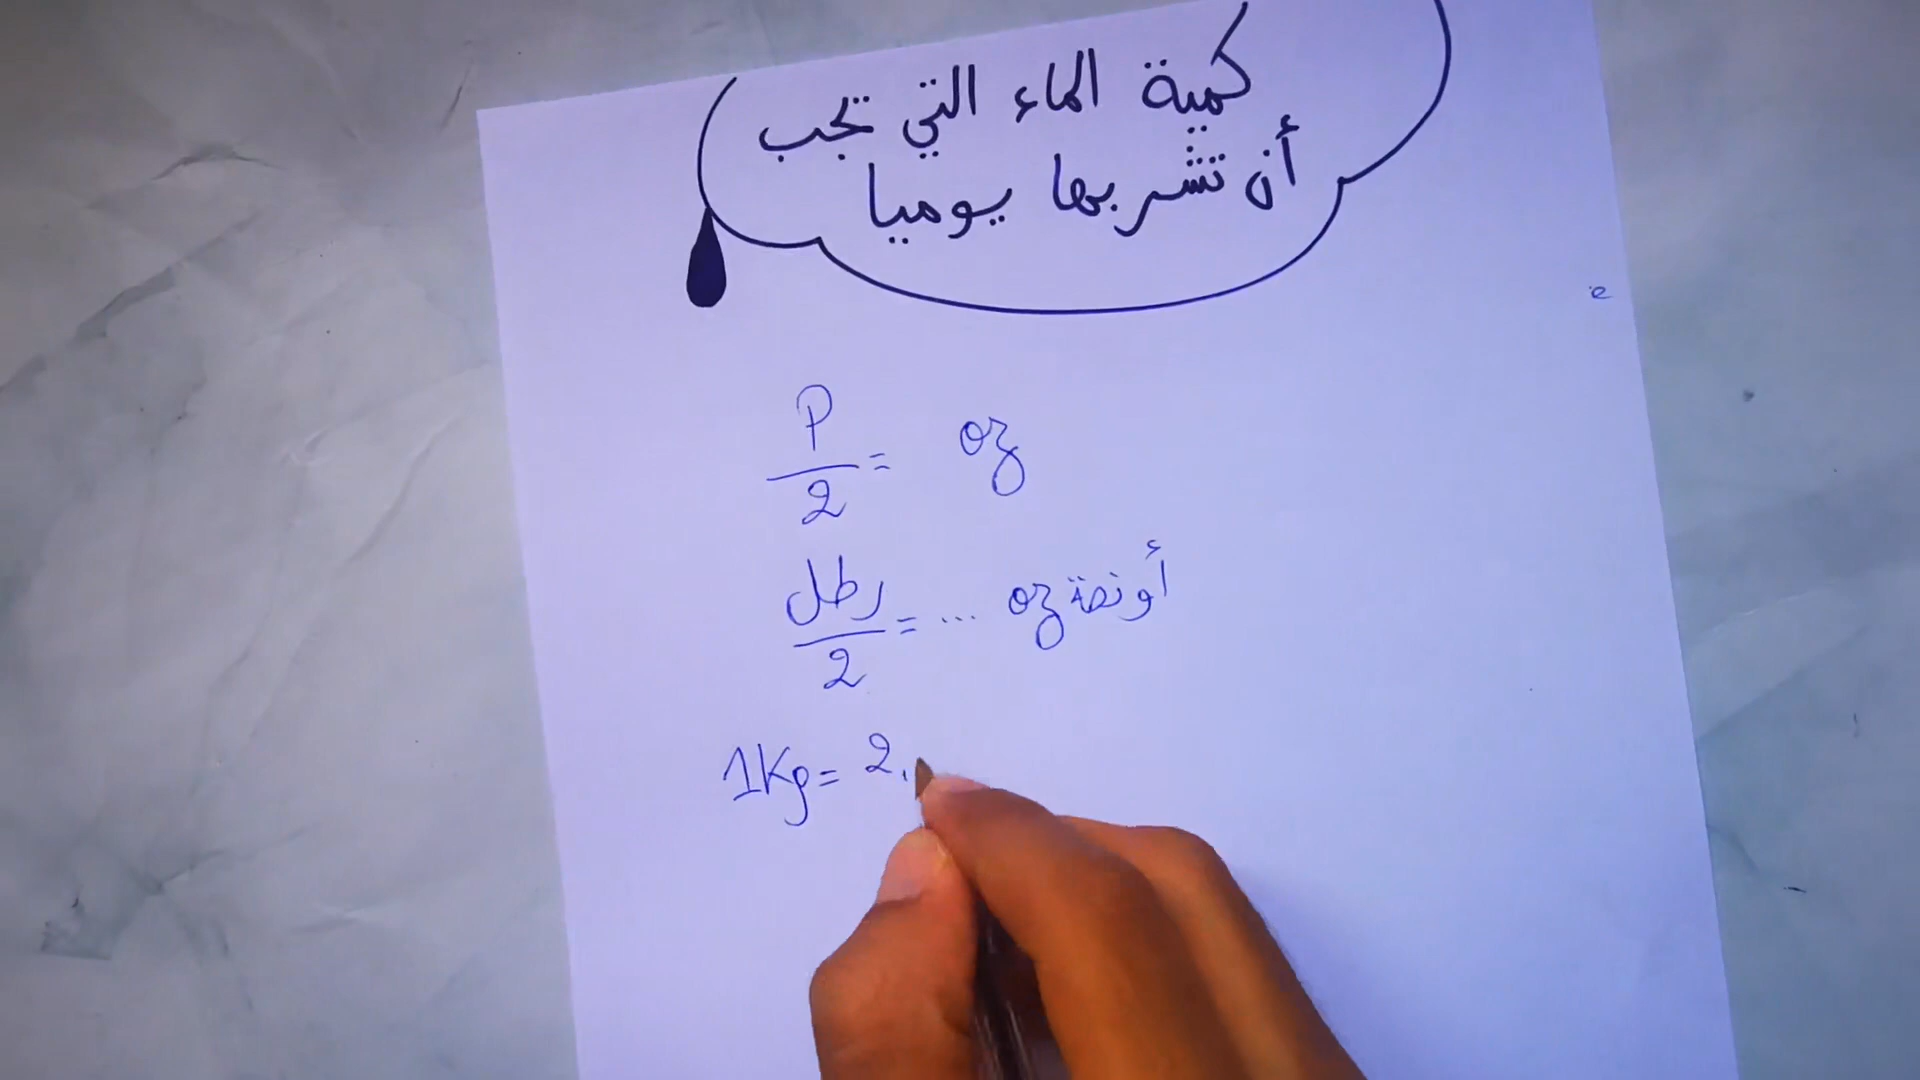 كمية الماء التي تجب
أن تشربها يوميا
P/2 = oz
رطل/2 = ... oz أونصة
1Kg = 2,